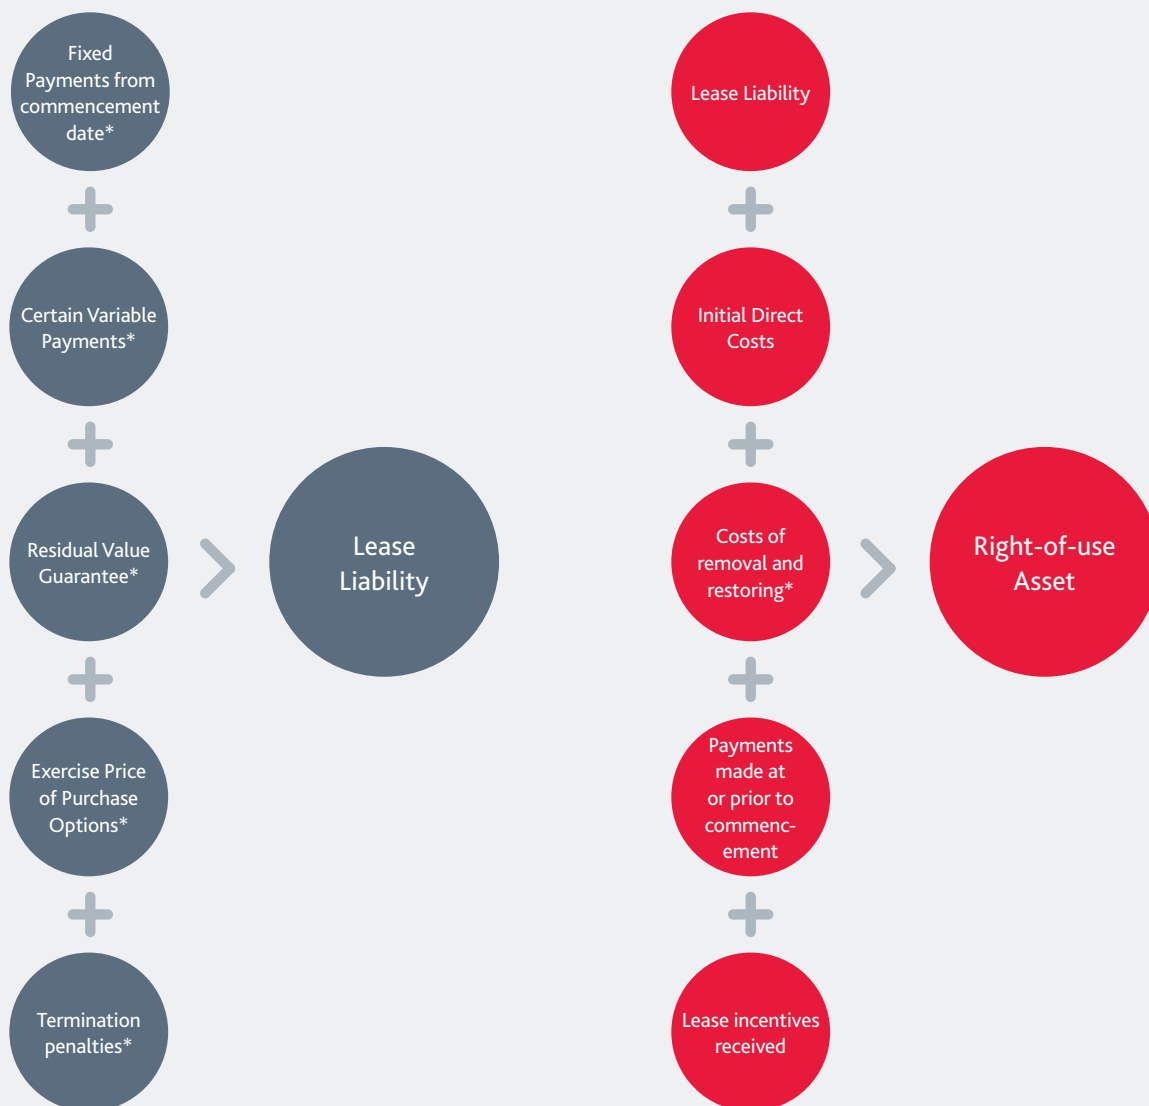 Fixed
Payments from
commencement
date*
+
Certain Variable
Payments*
+
Residual Value
Guarantee*
+
Exercise Price
of Purchase
Options*
+
Termination
penalties*
>
Lease
Liability
Lease Liability
+
Initial Direct
Costs
+
Costs of
removal and
restoring*
+
Payments
made at
or prior to
commenc-
ement
+
Lease incentives
received
>
Right-of-use
Asset